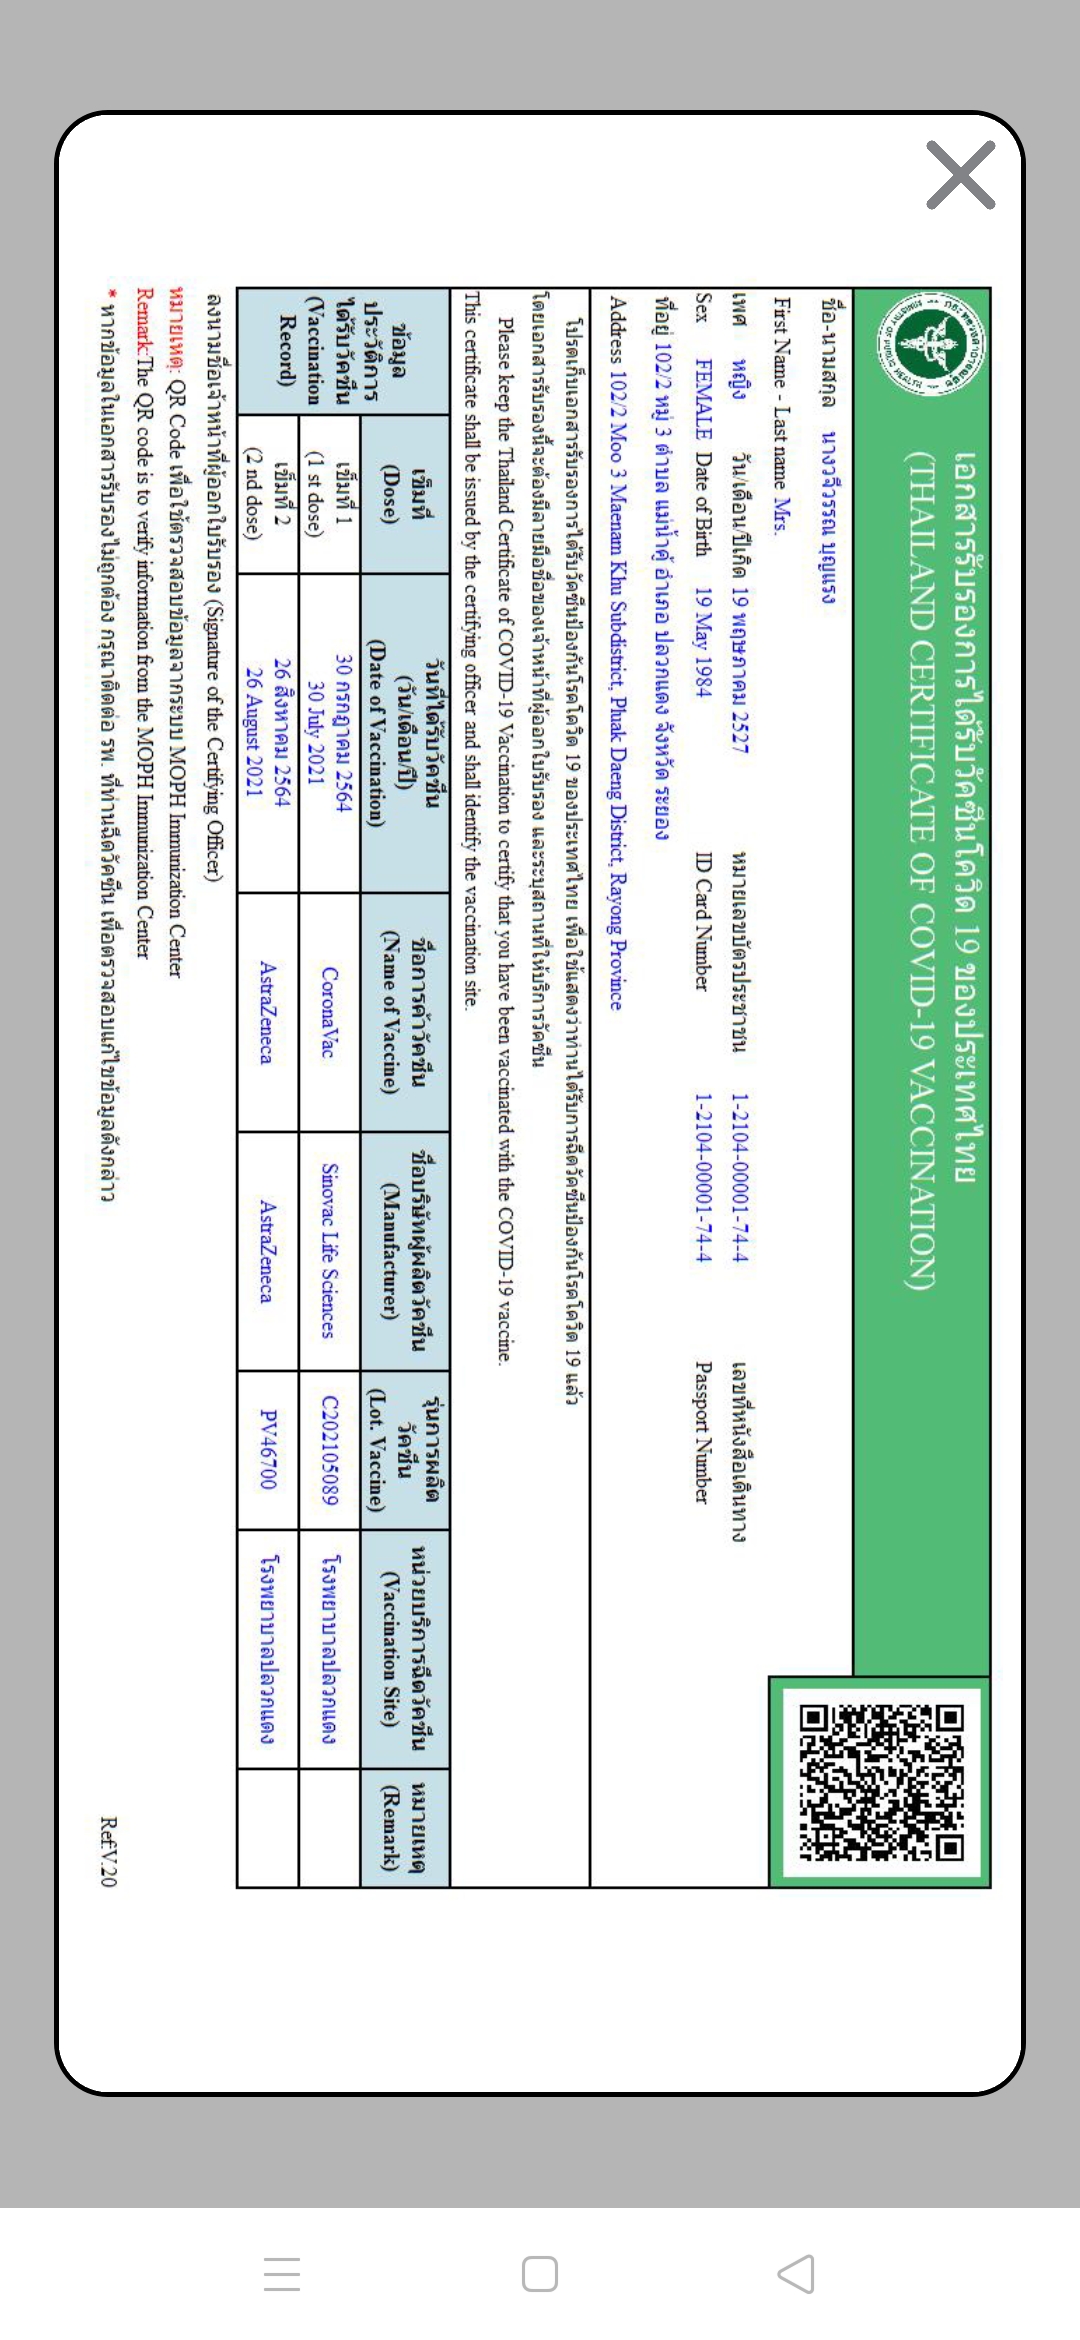 เอกสารรับรองการได้รับวัคซีนโควิด 19 ของประเทศไทย
(THAILAND CERTIFICATE OF COVID-19 VACCINATION)
ชื่อ-นามสกุล นางวจีวรรณ บุญแรง
First Name - Last name Mrs.
เพศ หญิง วัน/เดือน/ปีเกิด 19 พฤษภาคม 2527 หมายเลขบัตรประชาชน 1-2104-00001-74-4 เลขที่หนังสือเดินทาง
Sex FEMALE Date of Birth 19 May 1984 ID Card Number 1-2104-00001-74-4 Passport Number
ที่อยู่ 102/2 หมู่ 3 ตำบล แม่น้ำคู้ อำเภอ ปลวกแดง จังหวัด ระยอง
Address 102/2 Moo 3 Maenam Khu Subdistrict, Pluak Daeng District, Rayong Province
โปรดเก็บเอกสารรับรองการได้รับวัคซีนป้องกันโรคโควิด 19 ของประเทศไทย เพื่อใช้แสดงว่าท่านได้รับการฉีดวัคซีนป้องกันโรคโควิด 19 แล้ว
โดยเอกสารรับรองนี้จะต้องมีลายมือชื่อของเจ้าหน้าที่ผู้ออกใบรับรอง และระบุสถานที่ให้บริการวัคซีน
Please keep the Thailand Certificate of COVID-19 Vaccination to certify that you have been vaccinated with the COVID-19 vaccine.
This certificate shall be issued by the certifying officer and shall identify the vaccination site.
ข้อมูล
ประวัติการ
ได้รับวัคซีน
(Vaccination
Record)
เข็มที่
(Dose)
วันที่ได้รับวัคซีน
(วัน/เดือน/ปี)
(Date of Vaccination)
ชื่อการค้าวัคซีน
(Name of Vaccine)
ชื่อบริษัทผู้ผลิตวัคซีน
(Manufacturer)
รุ่นการผลิต
วัคซีน
(Lot. Vaccine)
หน่วยบริการฉีดวัคซีน
(Vaccination Site)
หมายเหตุ
(Remark)
เข็มที่ 1
(1 st dose)
30 กรกฎาคม 2564
30 July 2021
CoronaVac
Sinovac Life Sciences
C202105089
โรงพยาบาลปลวกแดง
เข็มที่ 2
(2 nd dose)
26 สิงหาคม 2564
26 August 2021
AstraZeneca
AstraZeneca
PV46700
โรงพยาบาลปลวกแดง
ลงนามชื่อเจ้าหน้าที่ผู้ออกใบรับรอง (Signature of the Certifying Officer)
หมายเหตุ: QR Code เพื่อใช้ตรวจสอบข้อมูลจากระบบ MOPH Immunization Center
Remark:The QR code is to verify information from the MOPH Immunization Center
* หากข้อมูลในเอกสารรับรองไม่ถูกต้อง กรุณาติดต่อ รพ. ที่ท่านฉีดวัคซีน เพื่อตรวจสอบแก้ไขข้อมูลดังกล่าว
Ref:V.20